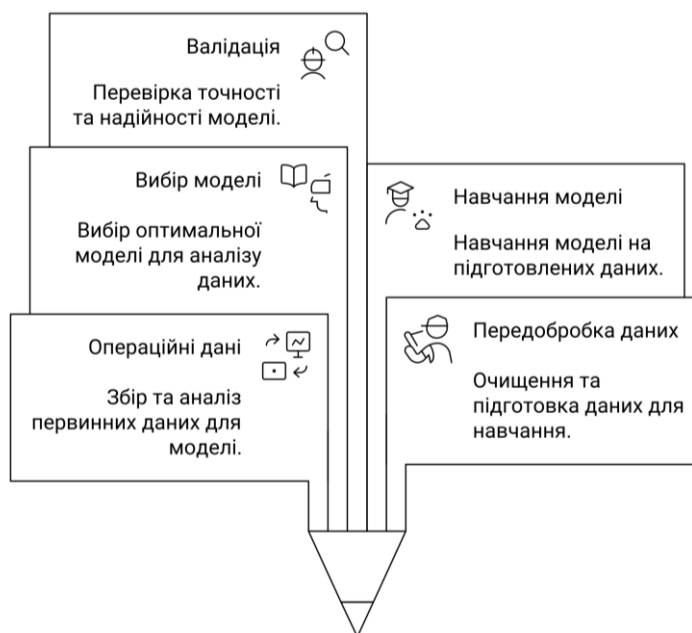 Валідація
Перевірка точності
та надійності моделі.
Вибір моделі
Вибір оптимальної
моделі для аналізу
даних.
Навчання моделі
Навчання моделі на
підготовлених даних.
Операційні дані
Збір та аналіз
первинних даних для
моделі.
Передобробка даних
Очищення та
підготовка даних для
навчання.